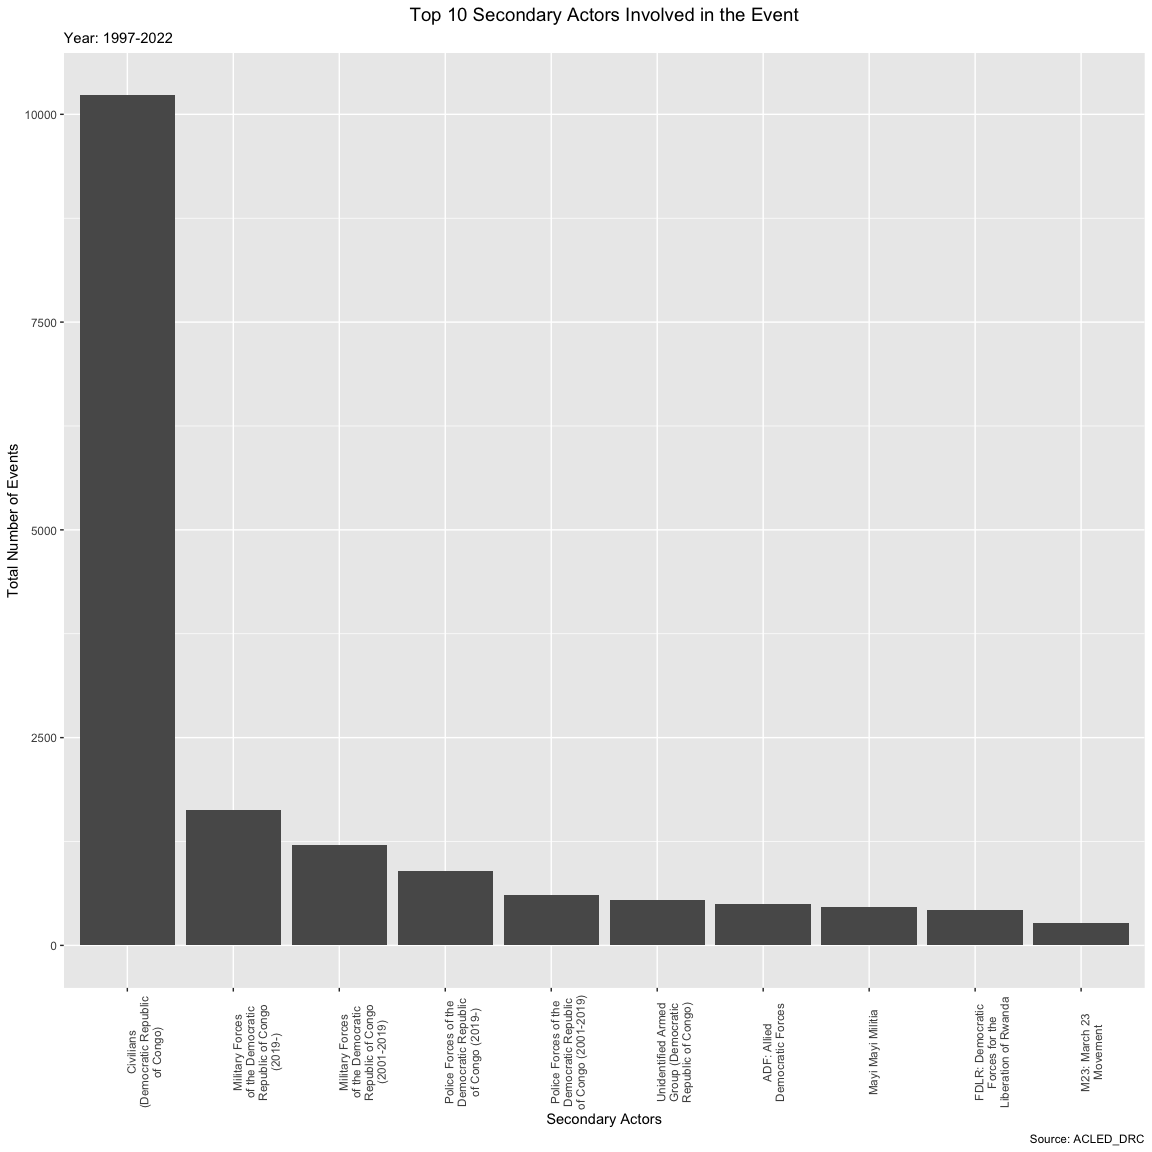 Top 10 Secondary Actors Involved in the Event
Year: 1997-2022
Total Number of Events
10000
7500
5000
2500
0
Civilians
(Democratic Republic
of Congo)
Military Forces
of the Democratic
Republic of Congo
(2019-)
Military Forces
of the Democratic
Republic of Congo
(2001-2019)
Police Forces of the
Democratic Republic
of Congo (2019-)
Police Forces of the
Democratic Republic
of Congo (2001-2019)
Unidentified Armed
Group (Democratic
Republic of Congo)
ADF: Allied
Democratic Forces
Mayi Mayi Militia
FDLR: Democratic
Forces for the
Liberation of Rwanda
M23: March 23
Movement
Secondary Actors
Source: ACLED_DRC